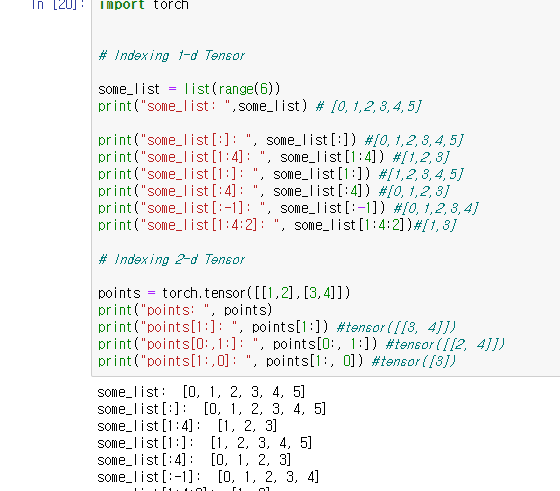 In [20]: import torch
# Indexing 1-d Tensor
some_list = list(range(6))
print("some_list: ",some_list) # [0,1,2,3,4,5]
print("some_list[:]: ", some_list[:]) #[0,1,2,3,4,5]
print("some_list[1:4]: ", some_list[1:4]) #[1,2,3]
print("some_list[1:]: ", some_list[1:]) #[1,2,3,4,5]
print("some_list[:4]: ", some_list[:4]) #[0,1,2,3]
print("some_list[:-1]: ", some_list[:-1]) #[0,1,2,3,4]
print("some_list[1:4:2]: ", some_list[1:4:2])#[1,3]
# Indexing 2-d Tensor
points = torch.tensor([[1,2],[3,4]])
print("points: ", points)
print("points[1:]: ", points[1:]) #tensor([[3, 4]])
print("points[0:,1:]: ", points[0:, 1:]) #tensor([[2, 4]])
print("points[1:,0]: ", points[1:, 0]) #tensor([3])
some_list:  [0, 1, 2, 3, 4, 5]
some_list[:]:  [0, 1, 2, 3, 4, 5]
some_list[1:4]:  [1, 2, 3]
some_list[1:]:  [1, 2, 3, 4, 5]
some_list[:4]:  [0, 1, 2, 3]
some_list[:-1]:  [0, 1, 2, 3, 4]